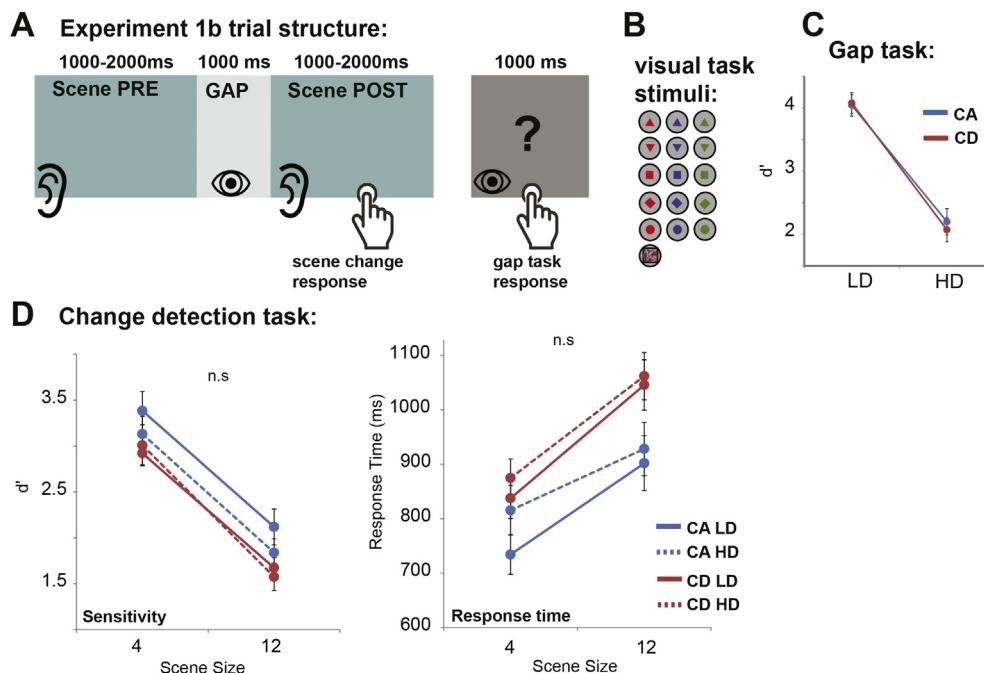 A Experiment 1b trial structure:
1000-2000ms 1000 ms 1000-2000ms 1000 ms
Scene PRE GAP Scene POST
?
scene change
response
gap task
response
B
visual task
stimuli:
C Gap task:
4
3
2
d'
CA
CD
LD HD
D Change detection task:
n.s
3.5
2.5
1.5
d'
Sensitivity
4 12
Scene Size
n.s
1100
1000
900
800
700
600
Response Time (ms)
Response time
4 12
Scene Size
CA LD
CA HD
CD LD
CD HD